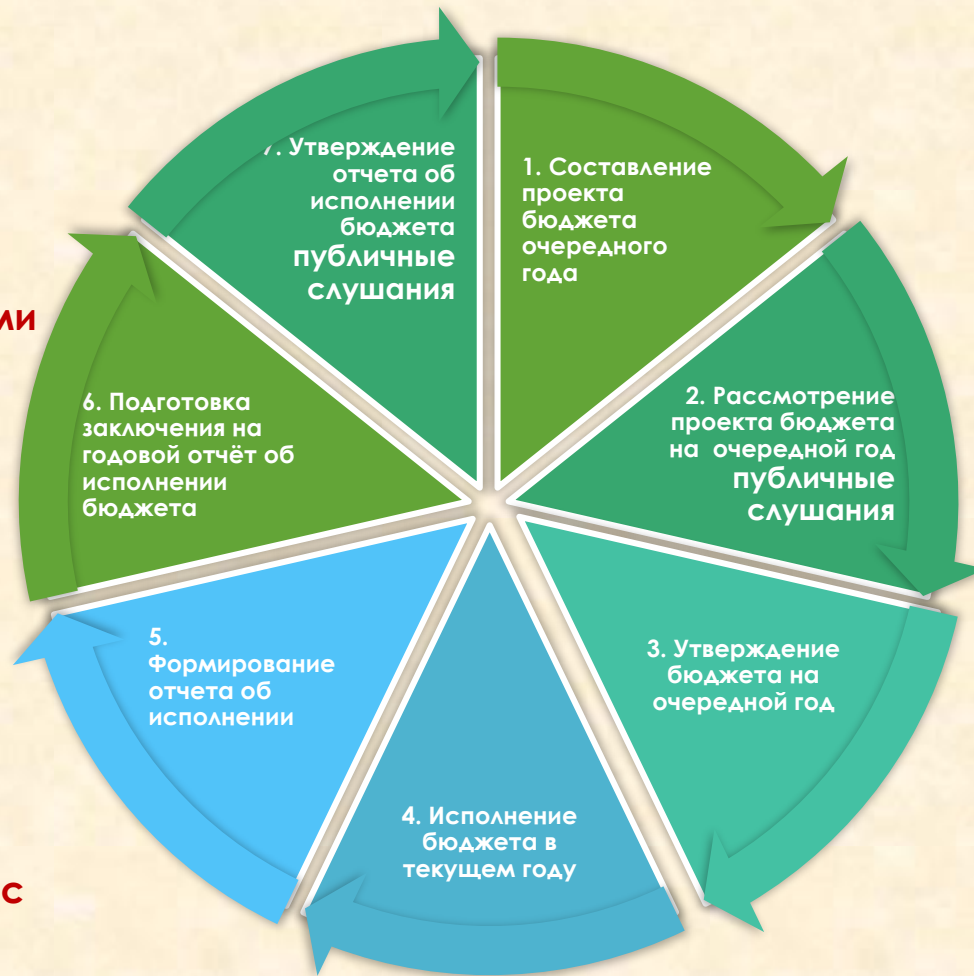 1. Составление
проекта
бюджета
очередного
года
2. Рассмотрение
проекта бюджета
на очередной год
публичные
слушания
3. Утверждение
бюджета на
очередной год
4. Исполнение
бюджета в
текущем году
5.
Формирование
отчета об
исполнении
6. Подготовка
заключения на
годовой отчёт об
исполнении
бюджета
7. Утверждение
отчета об
исполнении
бюджета
публичные
слушания